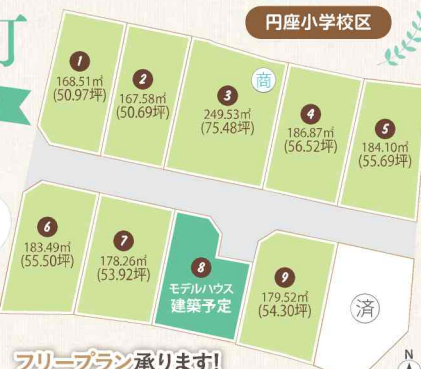 町
円座小学校区
1
168.51㎡
(50.97坪)
2
167.58㎡
(50.69坪)
3
商
249.53㎡
(75.48坪)
4
186.87㎡
(56.52坪)
5
184.10㎡
(55.69坪)
6
183.49㎡
(55.50坪)
7
178.26㎡
(53.92坪)
8
モデルハウス
建築予定
9
179.52㎡
(54.30坪)
済
フリープラン承ります!
N